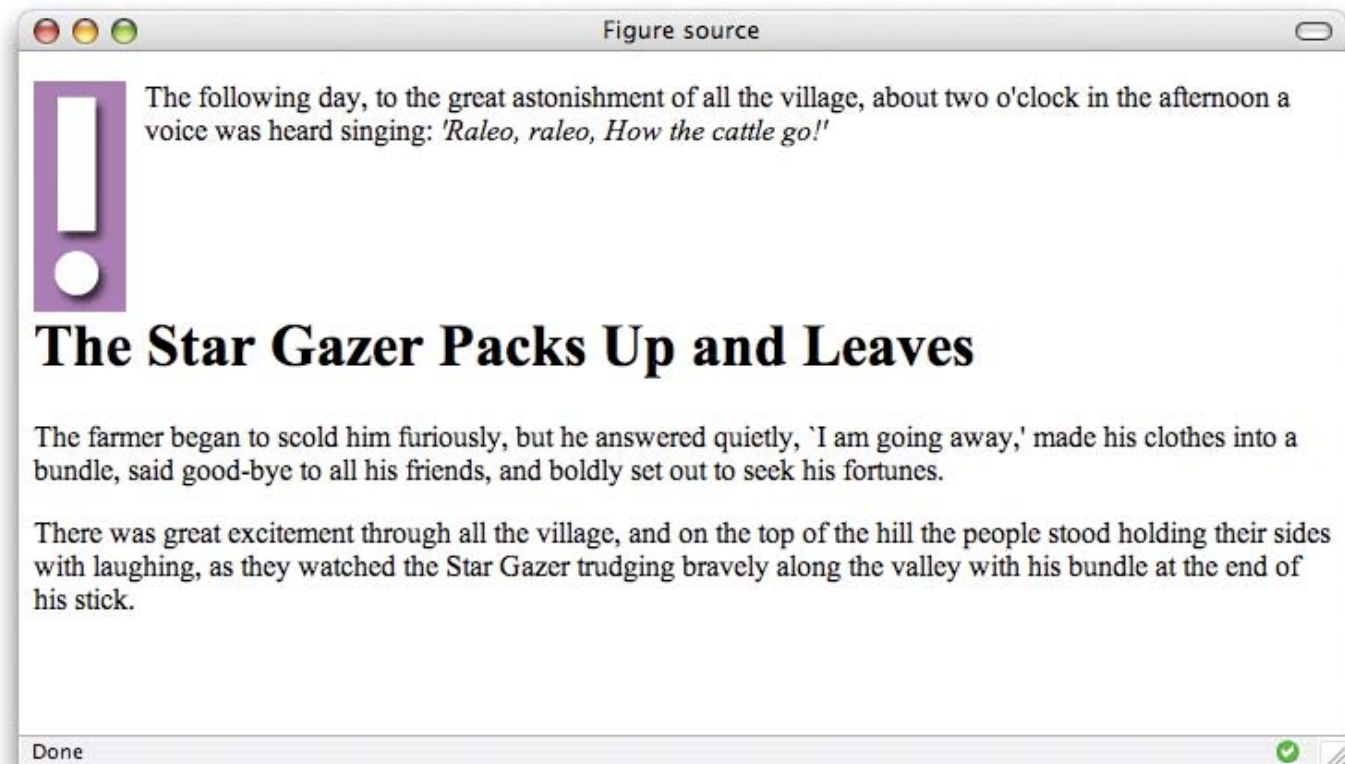 Figure source
!
The following day, to the great astonishment of all the village, about two o'clock in the afternoon a
voice was heard singing: 'Raleo, raleo, How the cattle go!'
The Star Gazer Packs Up and Leaves
The farmer began to scold him furiously, but he answered quietly, `I am going away,' made his clothes into a
bundle, said good-bye to all his friends, and boldly set out to seek his fortunes.
There was great excitement through all the village, and on the top of the hill the people stood holding their sides
with laughing, as they watched the Star Gazer trudging bravely along the valley with his bundle at the end of
his stick.
Done